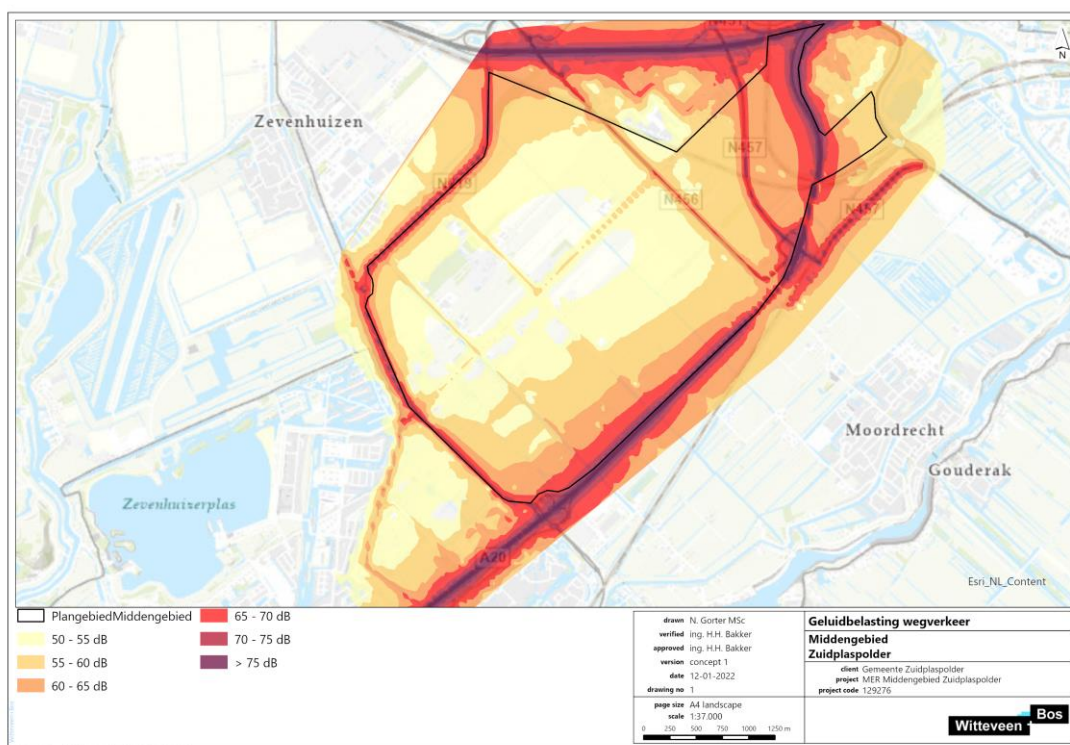 N451
N
Zevenhuizen
N457
N219
N456
N457
Moordrecht
Gouderak
Zevenhuizerplas
A20
Esri_NL_Content
PlangebiedMiddengebied
50 - 55 dB
55 - 60 dB
60 - 65 dB
65 - 70 dB
70 - 75 dB
> 75 dB
drawn N. Gorter MSc
verified ing. H.H. Bakker
approved ing. H.H. Bakker
version concept 1
date 12-01-2022
drawing no 1
page size A4 landscape
scale 1:37.000
0 250 500 750 1000 1250 m
Geluidbelasting wegverkeer
Middengebied
Zuidplaspolder
client Gemeente Zuidplaspolder
project MER Middengebied Zuidplaspolder
project code 129276
Witteveen + Bos